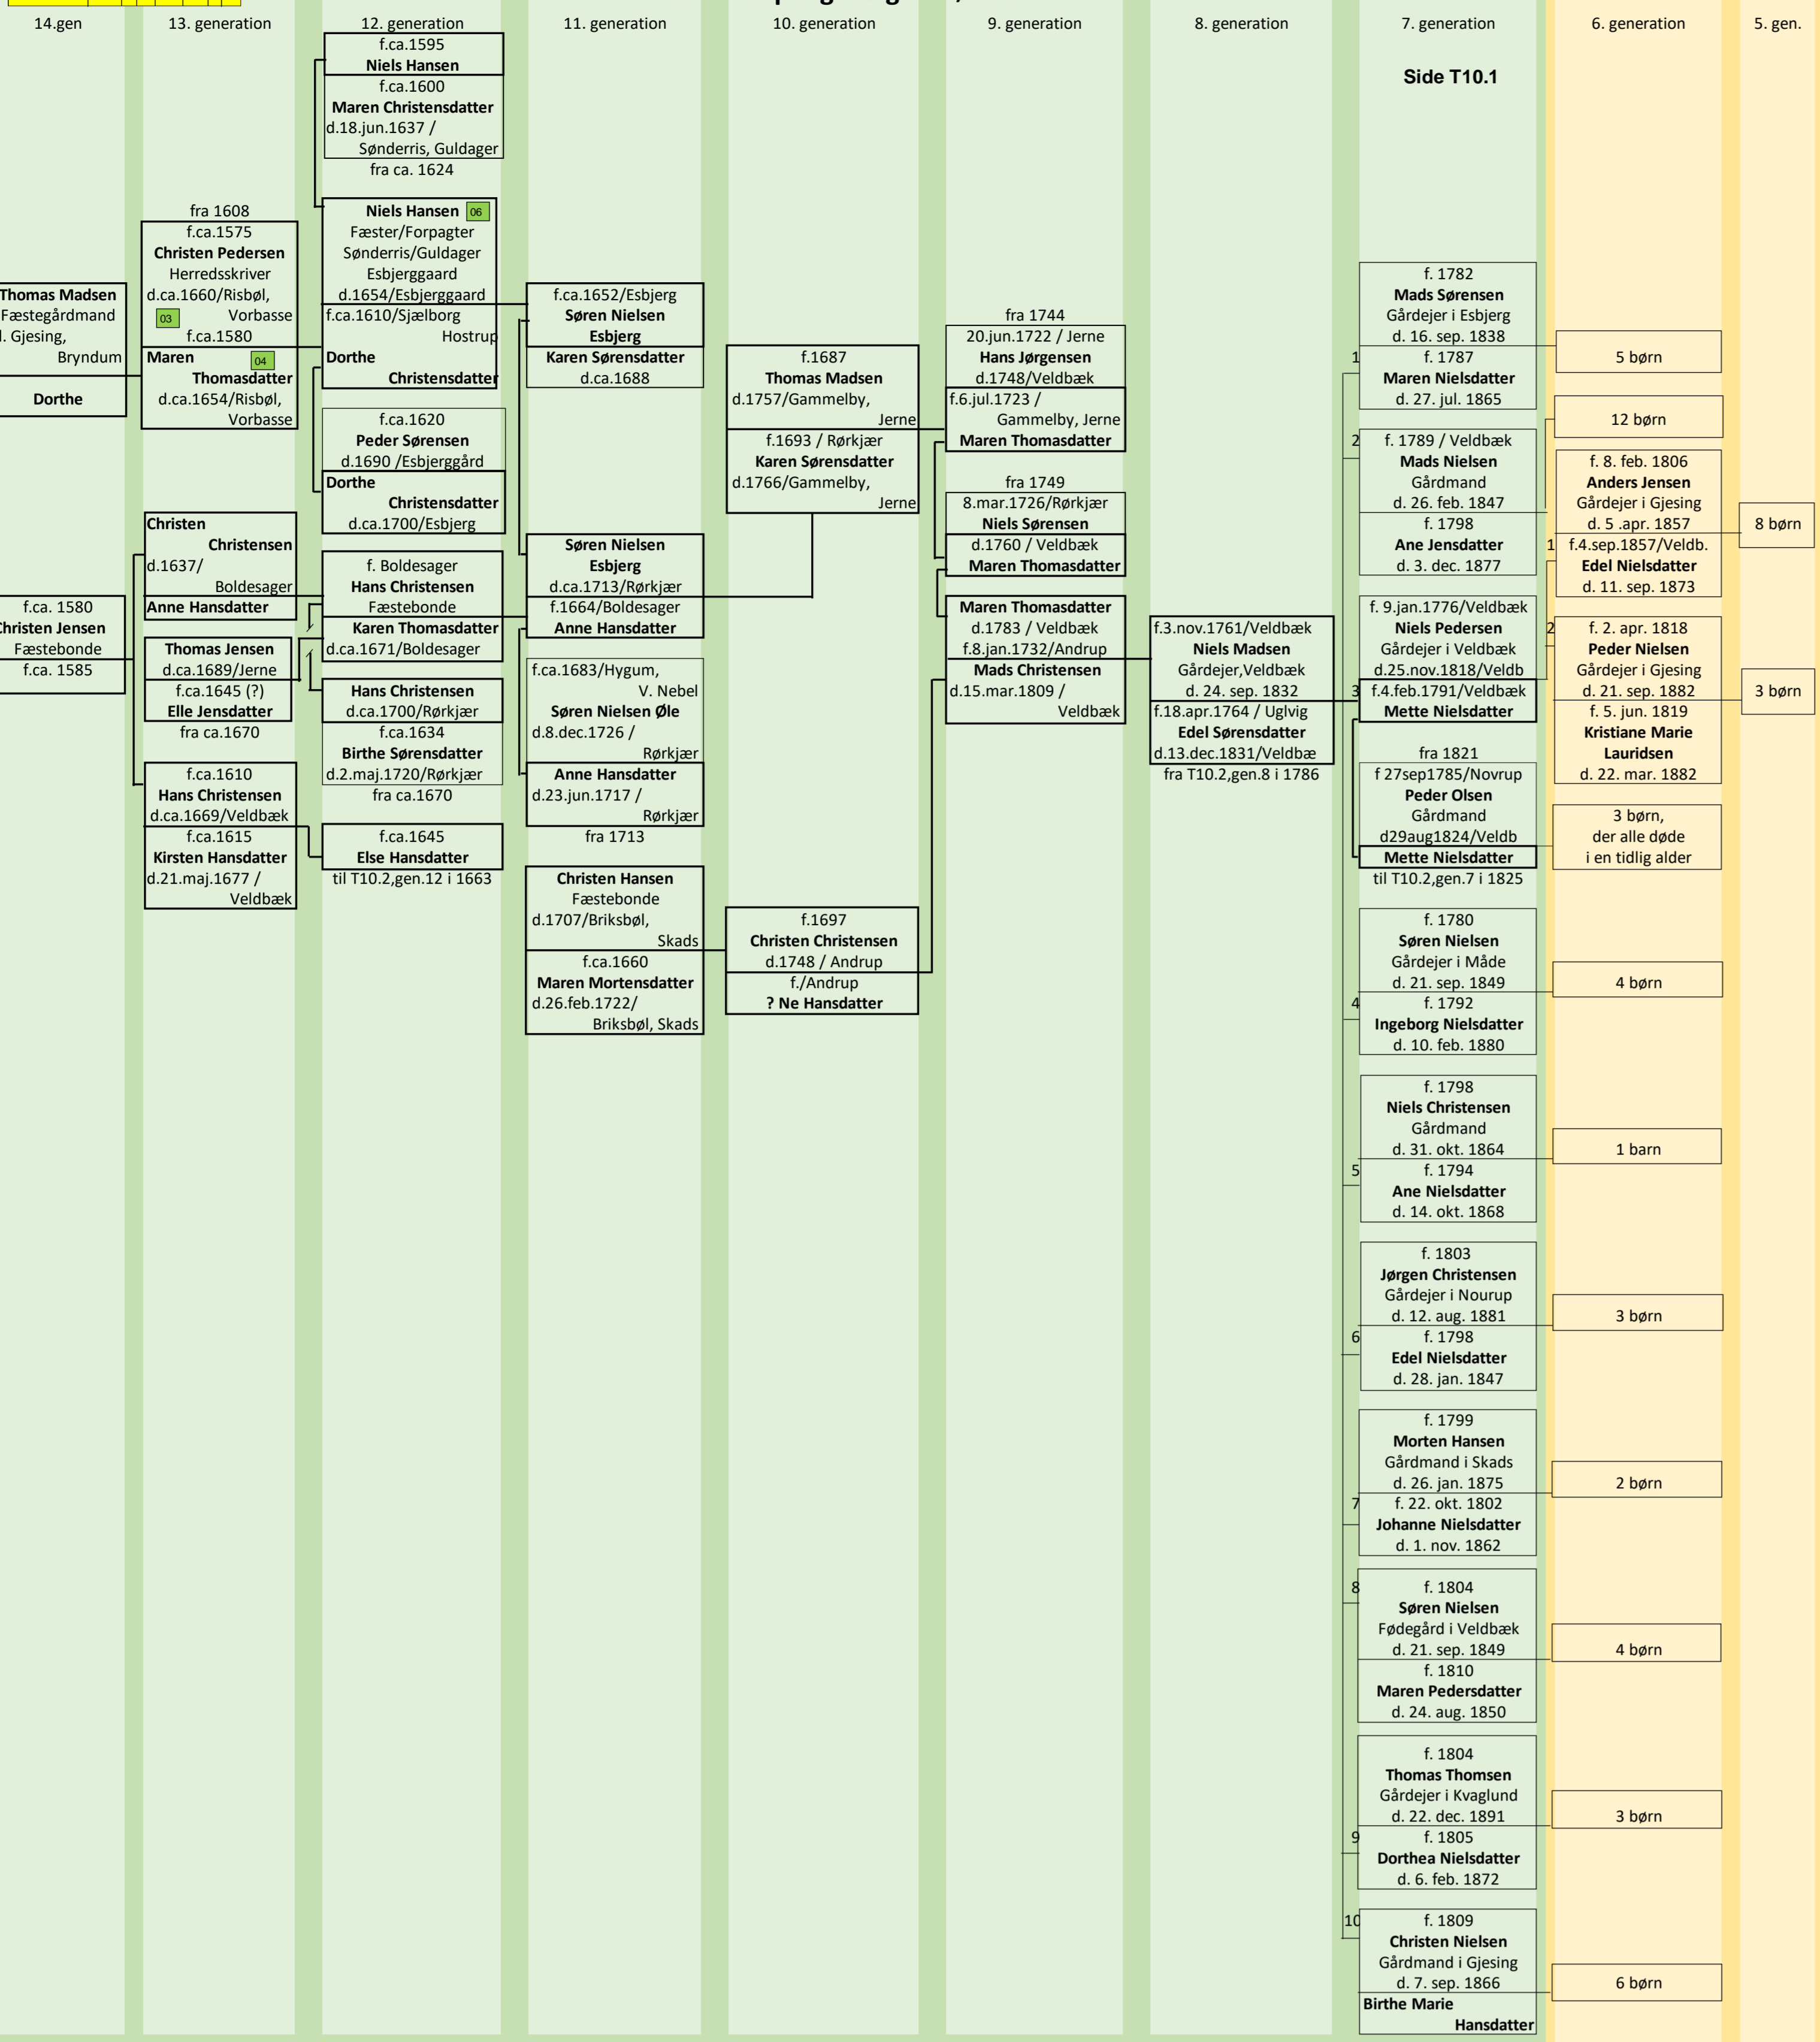 14.gen
13. generation
12. generation
11. generation
10. generation
9. generation
8. generation
7. generation
6. generation
5. gen.
Side T10.1
Thomas Madsen
Fæstegårdmand
Gjesing,
Bryndum
Dorthe
f.ca. 1580
Christen Jensen
Fæstebonde
f.ca. 1585
fra 1608
f.ca.1575
Christen Pedersen
Herredsskriver
d.ca.1660/Risbøl,
03 Vorbasse
f.ca.1580
Maren 04
Thomasdatter
d.ca.1654/Risbøl,
Vorbasse
Christen
Christensen
d.1637/
Boldesager
Anne Hansdatter
Thomas Jensen
d.ca.1689/Jerne
f.ca.1645 (?)
Elle Jensdatter
fra ca.1670
f.ca.1610
Hans Christensen
d.ca.1669/Veldbæk
f.ca.1615
Kirsten Hansdatter
d.21.maj.1677 /
Veldbæk
f.ca.1595
Niels Hansen
f.ca.1600
Maren Christensdatter
d.18.jun.1637 /
Sønderris, Guldager
fra ca. 1624
Niels Hansen 06
Fæster/Forpagter
Sønderris/Guldager
Esbjerggaard
d.1654/Esbjerggaard
f.ca.1610/Sjælborg
Hostrup
Dorthe
Christensdatter
f.ca.1620
Peder Sørensen
d.1690 /Esbjerggård
Dorthe
Christensdatter
d.ca.1700/Esbjerg
f. Boldesager
Hans Christensen
Fæstebonde
Karen Thomasdatter
d.ca.1671/Boldesager
Hans Christensen
d.ca.1700/Rørkjær
f.ca.1634
Birthe Sørensdatter
d.2.maj.1720/Rørkjær
fra ca.1670
f.ca.1645
Else Hansdatter
til T10.2,gen.12 i 1663
f.ca.1652/Esbjerg
Søren Nielsen
Esbjerg
Karen Sørensdatter
d.ca.1688
Søren Nielsen
Esbjerg
d.ca.1713/Rørkjær
f.1664/Boldesager
Anne Hansdatter
f.ca.1683/Hygum,
V. Nebel
Søren Nielsen Øle
d.8.dec.1726 /
Rørkjær
Anne Hansdatter
d.23.jun.1717 /
Rørkjær
fra 1713
Christen Hansen
Fæstebonde
d.1707/Briksbøl,
Skads
f.ca.1660
Maren Mortensdatter
d.26.feb.1722/
Briksbøl, Skads
f.1687
Thomas Madsen
d.1757/Gammelby,
Jerne
f.1693 / Rørkjær
Karen Sørensdatter
d.1766/Gammelby,
Jerne
f.1697
Christen Christensen
d.1748 / Andrup
f./Andrup
? Ne Hansdatter
fra 1744
20.jun.1722 / Jerne
Hans Jørgensen
d.1748/Veldbæk
f.6.jul.1723 /
Gammelby, Jerne
Maren Thomasdatter
fra 1749
8.mar.1726/Rørkjær
Niels Sørensen
d.1760 / Veldbæk
Maren Thomasdatter
Maren Thomasdatter
d.1783 / Veldbæk
f.8.jan.1732/Andrup
Mads Christensen
d.15.mar.1809 /
Veldbæk
f.3.nov.1761/Veldbæk
Niels Madsen
Gårdejer,Veldbæk
d. 24. sep. 1832
f.18.apr.1764 / Uglvig
Edel Sørensdatter
d.13.dec.1831/Veldbæ
fra T10.2,gen.8 i 1786
f. 1782
Mads Sørensen
Gårdejer i Esbjerg
d. 16. sep. 1838
1 f. 1787
Maren Nielsdatter
d. 27. jul. 1865
2 f. 1789 / Veldbæk
Mads Nielsen
Gårdmand
d. 26. feb. 1847
f. 1798
Ane Jensdatter
d. 3. dec. 1877
f. 9.jan.1776/Veldbæk
Niels Pedersen
Gårdejer i Veldbæk
d.25.nov.1818/Veldb
3 f.4.feb.1791/Veldbæk
Mette Nielsdatter
fra 1821
f 27sep1785/Novrup
Peder Olsen
Gårdmand
d29aug1824/Veldb
Mette Nielsdatter
til T10.2,gen.7 i 1825
f. 1780
Søren Nielsen
Gårdejer i Måde
d. 21. sep. 1849
4 f. 1792
Ingeborg Nielsdatter
d. 10. feb. 1880
f. 1798
Niels Christensen
Gårdmand
d. 31. okt. 1864
5 f. 1794
Ane Nielsdatter
d. 14. okt. 1868
f. 1803
Jørgen Christensen
Gårdejer i Nourup
d. 12. aug. 1881
6 f. 1798
Edel Nielsdatter
d. 28. jan. 1847
f. 1799
Morten Hansen
Gårdmand i Skads
d. 26. jan. 1875
7 f. 22. okt. 1802
Johanne Nielsdatter
d. 1. nov. 1862
8 f. 1804
Søren Nielsen
Fødegård i Veldbæk
d. 21. sep. 1849
f. 1810
Maren Pedersdatter
d. 24. aug. 1850
f. 1804
Thomas Thomsen
Gårdejer i Kvaglund
d. 22. dec. 1891
9 f. 1805
Dorthea Nielsdatter
d. 6. feb. 1872
10 f. 1809
Christen Nielsen
Gårdmand i Gjesing
d. 7. sep. 1866
Birthe Marie
Hansdatter
5 børn
12 børn
f. 8. feb. 1806
Anders Jensen
Gårdejer i Gjesing
d. 5 .apr. 1857
1 f.4.sep.1857/Veldb.
Edel Nielsdatter
d. 11. sep. 1873
2 f. 2. apr. 1818
Peder Nielsen
Gårdejer i Gjesing
d. 21. sep. 1882
f. 5. jun. 1819
Kristiane Marie
Lauridsen
d. 22. mar. 1882
3 børn,
der alle døde
i en tidlig alder
4 børn
1 barn
3 børn
2 børn
4 børn
3 børn
6 børn
8 børn
3 børn